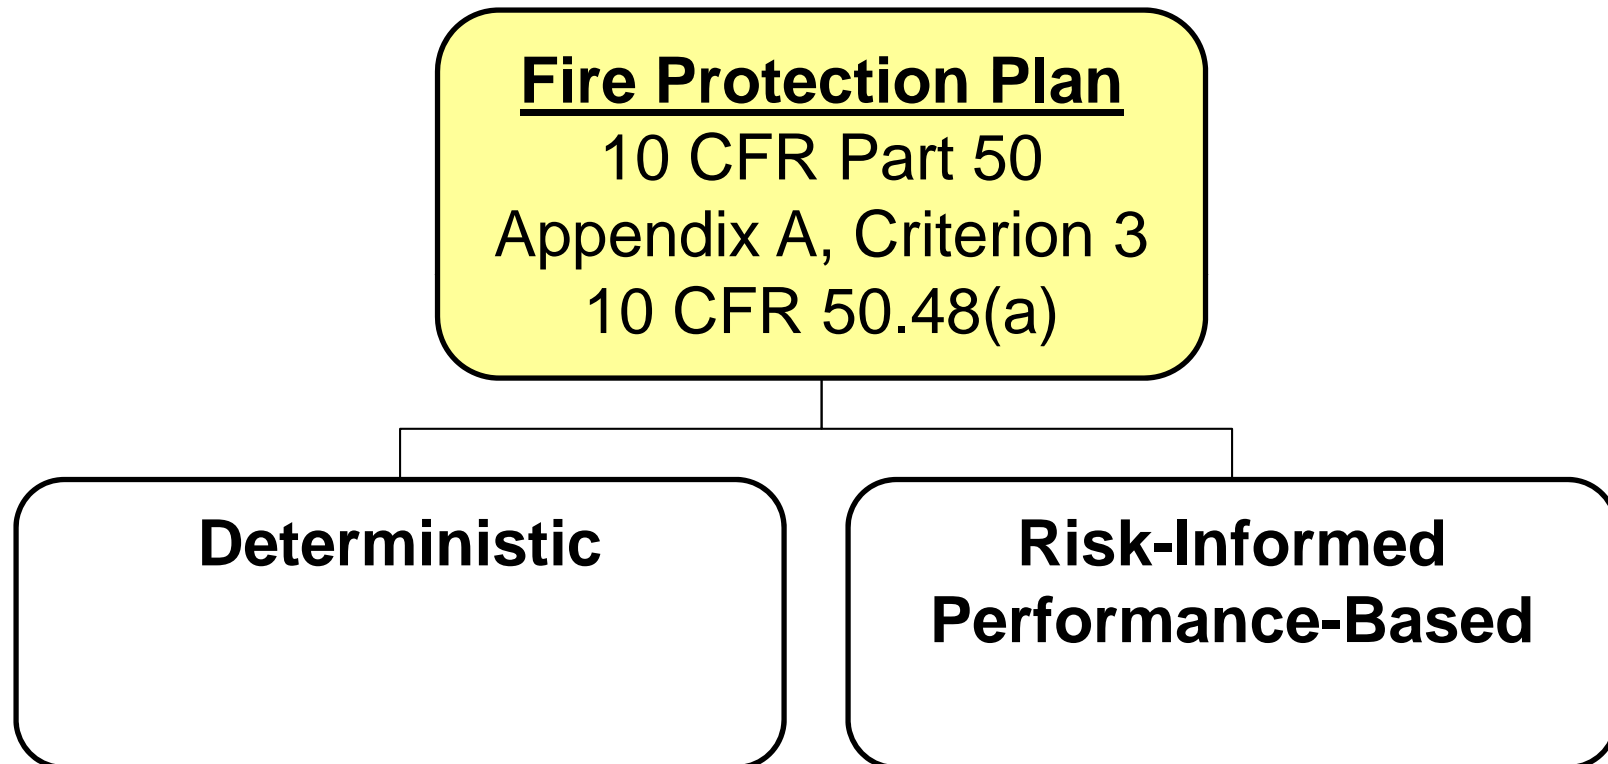 Fire Protection Plan
10 CFR Part 50
Appendix A, Criterion 3
10 CFR 50.48(a)
Deterministic
Risk-Informed
Performance-Based